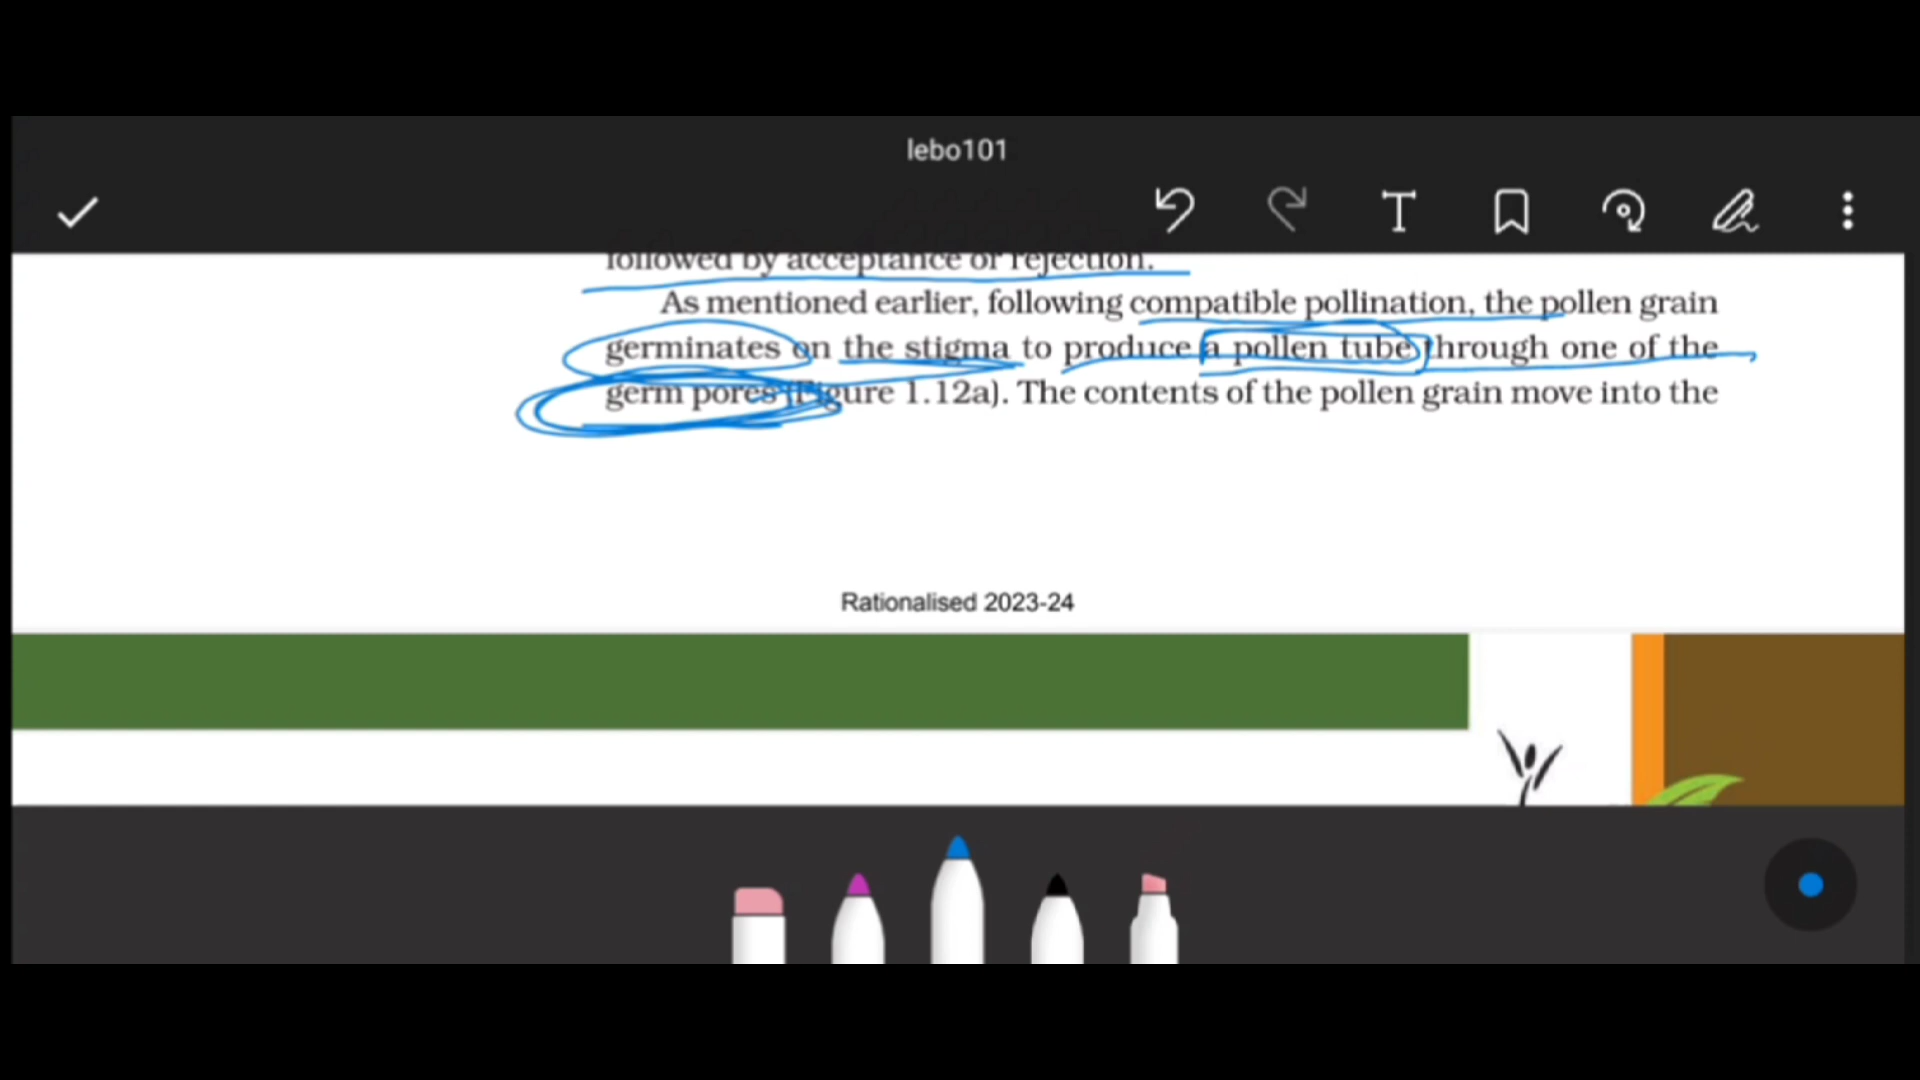 lebo101
followed by acceptance or rejection.
As mentioned earlier, following compatible pollination, the pollen grain
germinates on the stigma to produce a pollen tube through one of the
germ pores (Figure 1.12a). The contents of the pollen grain move into the
Rationalised 2023-24